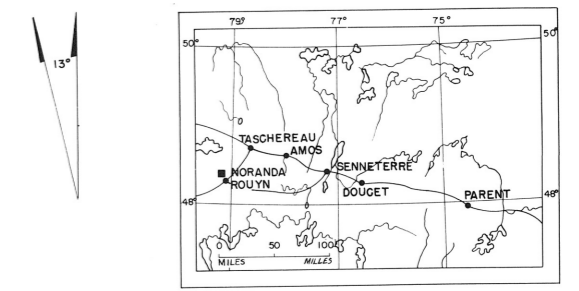 13°
79° 77° 75°
50° 50°
TASCHEREAU
AMOS
SENNETERRE
NORANDA
ROUYN
DOUCET
PARENT
48° 48°
0 50 100
MILES MILLES